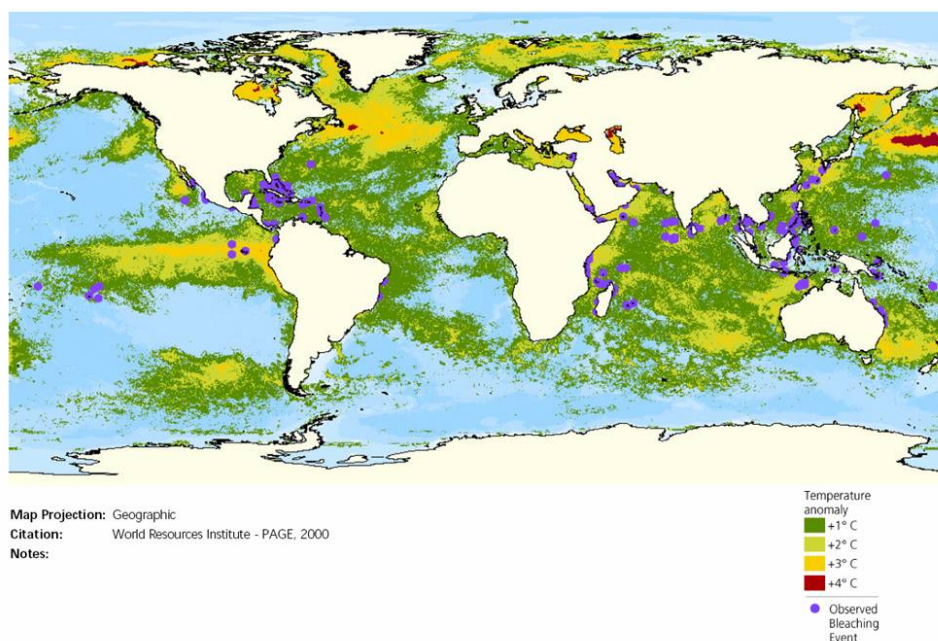 Map Projection: Geographic
Citation: World Resources Institute - PAGE, 2000
Notes:
Temperature
anomaly
+1° C
+2° C
+3° C
+4° C
Observed
Bleaching
Event